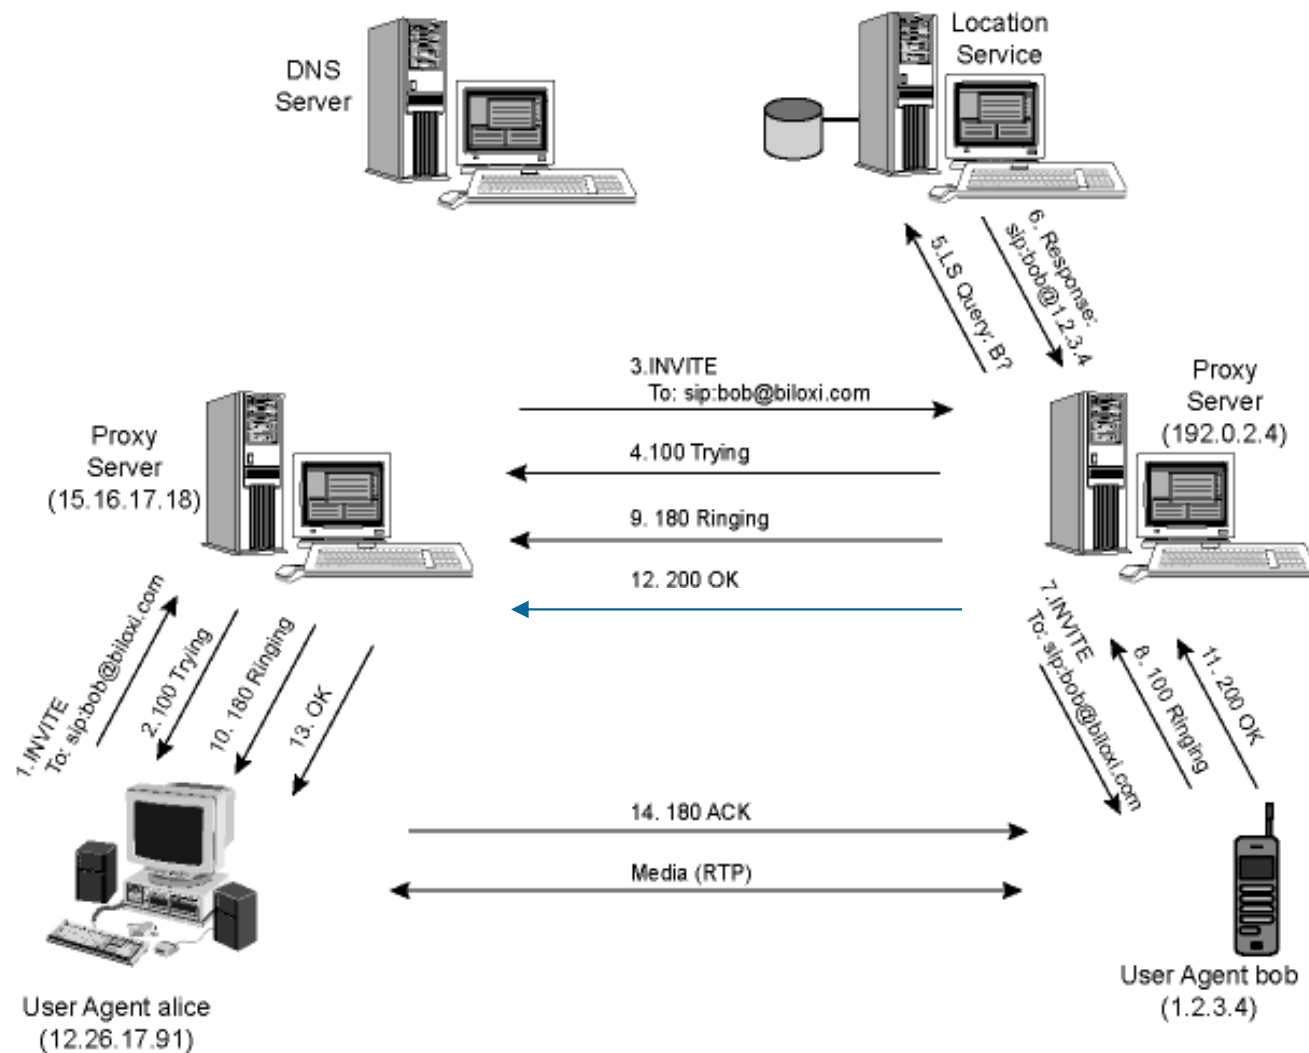 DNS
Server
Location
Service
5.LS Query: B?
6. Response:
sip:bob@1.2.3.4
3.INVITE
To: sip:bob@biloxi.com
Proxy
Server
(192.0.2.4)
Proxy
Server
(15.16.17.18)
4.100 Trying
9. 180 Ringing
12. 200 OK
1.INVITE
To: sip:bob@biloxi.com
2.100 Trying
10. 180 Ringing
13. OK
7.INVITE
To: sip:bob@biloxi.com
8. 100 Ringing
11. 200 OK
14. 180 ACK
Media (RTP)
User Agent alice
(12.26.17.91)
User Agent bob
(1.2.3.4)